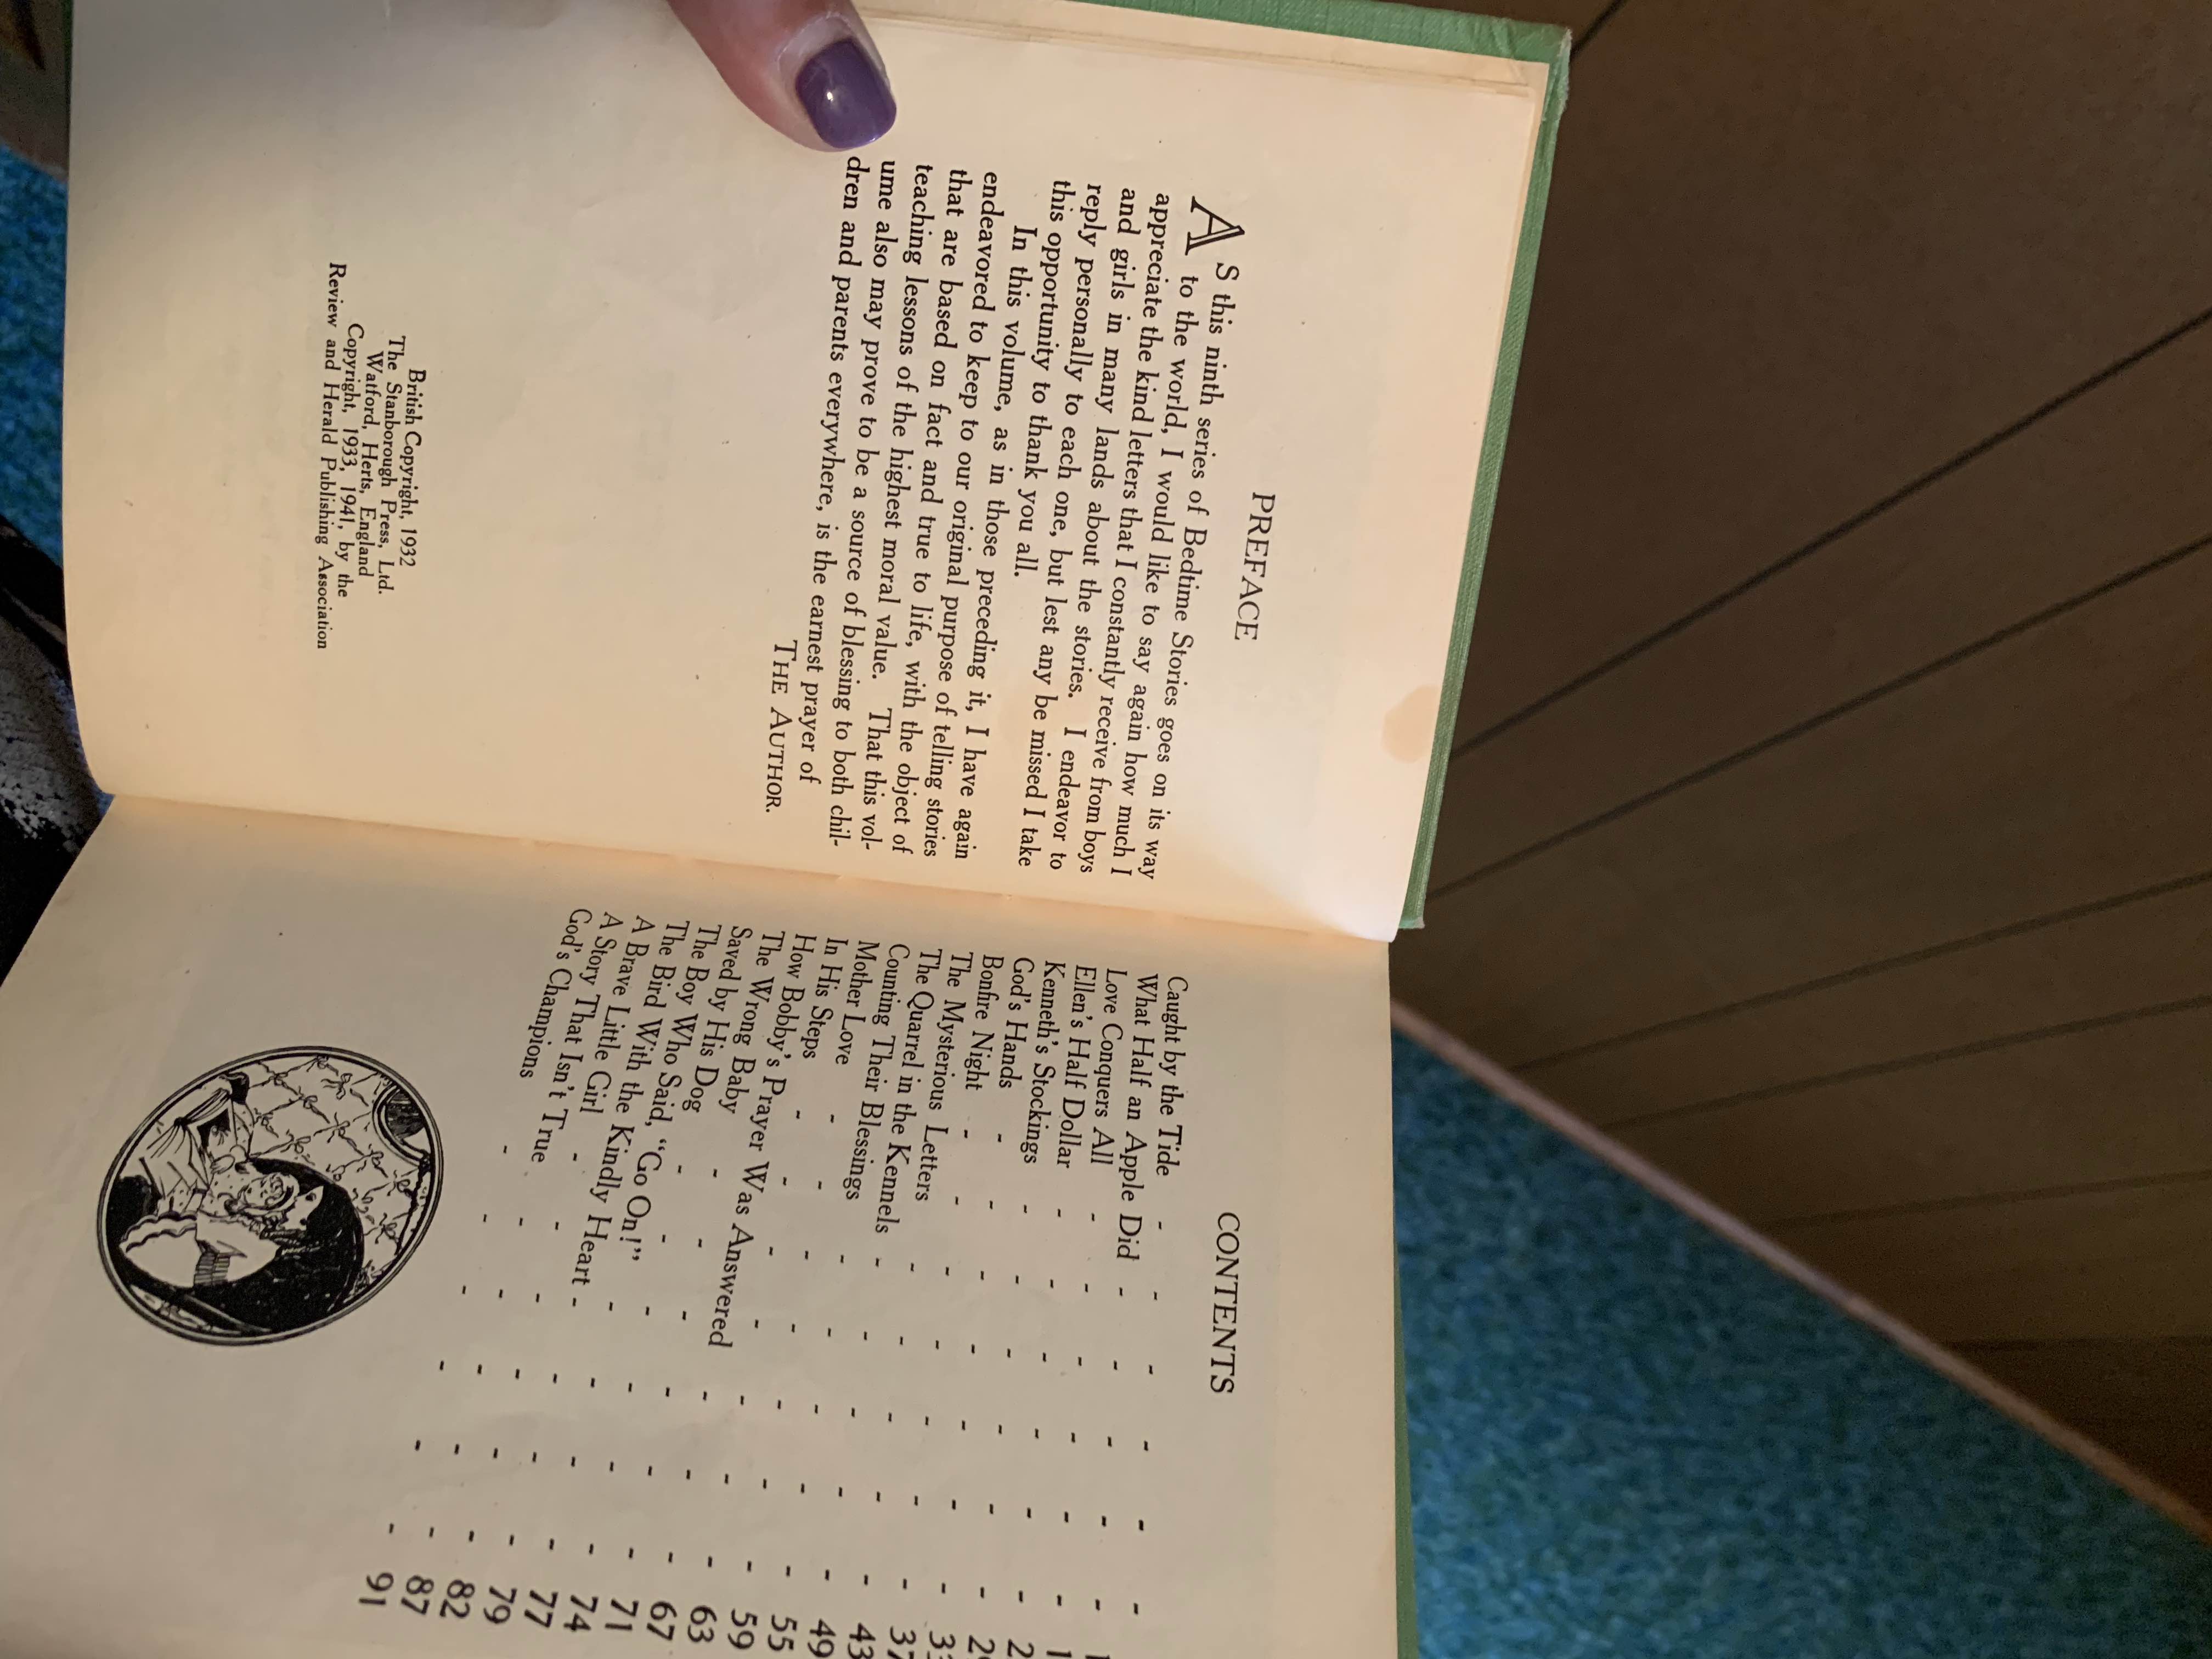 PREFACE
As this ninth series of Bedtime Stories goes on its way
to the world, I would like to say again how much I
appreciate the kind letters that I constantly receive from boys
and girls in many lands about the stories. I endeavor to
reply personally to each one, but lest any be missed I take
this opportunity to thank you all.
In this volume, as in those preceding it, I have again
endeavored to keep to our original purpose of telling stories
that are based on fact and true to life, with the object of
teaching lessons of the highest moral value. That this vol-
ume also may prove to be a source of blessing to both chil-
dren and parents everywhere, is the earnest prayer of
THE AUTHOR.
British Copyright, 1932
The Stanborough Press, Ltd.
Watford, Herts, England
Copyright, 1933, 1941, by the
Review and Herald Publishing Association
CONTENTS
Caught by the Tide - - - - - -
What Half an Apple Did - - - - -
Love Conquers All - - - - - -
Ellen's Half Dollar - - - - - -
Kenneth's Stockings - - - - - -
God's Hands - - - - - - -
Bonfire Night - - - - - - - 37
The Mysterious Letters - - - - - - 43
The Quarrel in the Kennels - - - - - 49
Counting Their Blessings - - - - - 55
Mother Love - - - - - - - 59
In His Steps - - - - - - - 63
How Bobby's Prayer Was Answered - - - - 67
The Wrong Baby - - - - - - 71
Saved by His Dog - - - - - - 74
The Boy Who Said, "Go On!" - - - - - 77
The Bird With the Kindly Heart - - - - 79
A Brave Little Girl - - - - - - 82
A Story That Isn't True - - - - - 87
God's Champions - - - - - - 91